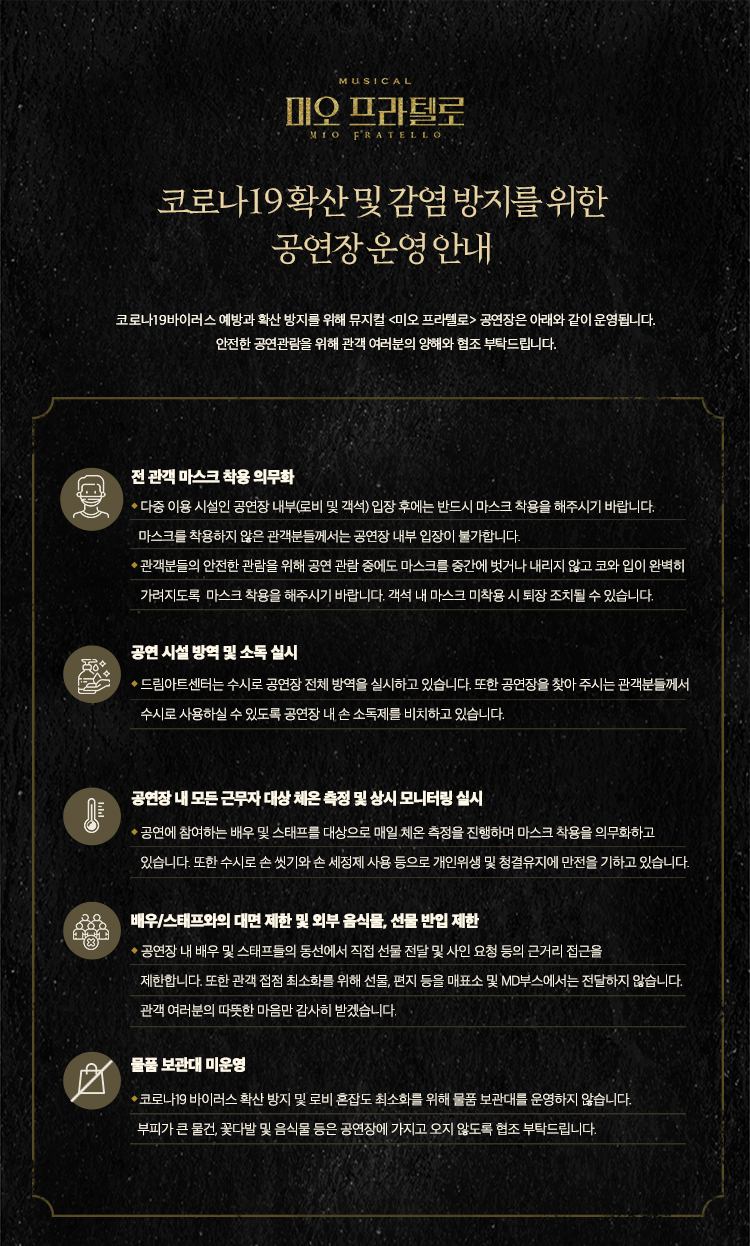 MUSICAL
미오 프라텔로
MIO FRATELLO
코로나19 확산 및 감염 방지를 위한
공연장 운영 안내
코로나19바이러스 예방과 확산 방지를 위해 뮤지컬 <미오 프라텔로> 공연장은 아래와 같이 운영됩니다.
안전한 공연관람을 위해 관객 여러분의 양해와 협조 부탁드립니다.
전 관객 마스크 착용 의무화
◆ 다중 이용 시설인 공연장 내부(로비 및 객석) 입장 후에는 반드시 마스크 착용을 해주시기 바랍니다.
마스크를 착용하지 않은 관객분들께서는 공연장 내부 입장이 불가합니다.
◆ 관객분들의 안전한 관람을 위해 공연 관람 중에도 마스크를 중간에 벗거나 내리지 않고 코와 입이 완벽히
가려지도록 마스크 착용을 해주시기 바랍니다. 객석 내 마스크 미착용 시 퇴장 조치될 수 있습니다.
공연 시설 방역 및 소독 실시
◆ 드림아트센터는 수시로 공연장 전체 방역을 실시하고 있습니다. 또한 공연장을 찾아 주시는 관객분들께서
수시로 사용하실 수 있도록 공연장 내 손 소독제를 비치하고 있습니다.
공연장 내 모든 근무자 대상 체온 측정 및 상시 모니터링 실시
◆ 공연에 참여하는 배우 및 스태프를 대상으로 매일 체온 측정을 진행하며 마스크 착용을 의무화하고
있습니다. 또한 수시로 손 씻기와 손 세정제 사용 등으로 개인위생 및 청결유지에 만전을 기하고 있습니다.
배우/스태프와의 대면 제한 및 외부 음식물, 선물 반입 제한
◆ 공연장 내 배우 및 스태프들의 동선에서 직접 선물 전달 및 사인 요청 등의 근거리 접근을
제한합니다. 또한 관객 접점 최소화를 위해 선물, 편지 등을 매표소 및 MD부스에서는 전달하지 않습니다.
관객 여러분의 따뜻한 마음만 감사히 받겠습니다.
물품 보관대 미운영
◆ 코로나19 바이러스 확산 방지 및 로비 혼잡도 최소화를 위해 물품 보관대를 운영하지 않습니다.
부피가 큰 물건, 꽃다발 및 음식물 등은 공연장에 가지고 오지 않도록 협조 부탁드립니다.